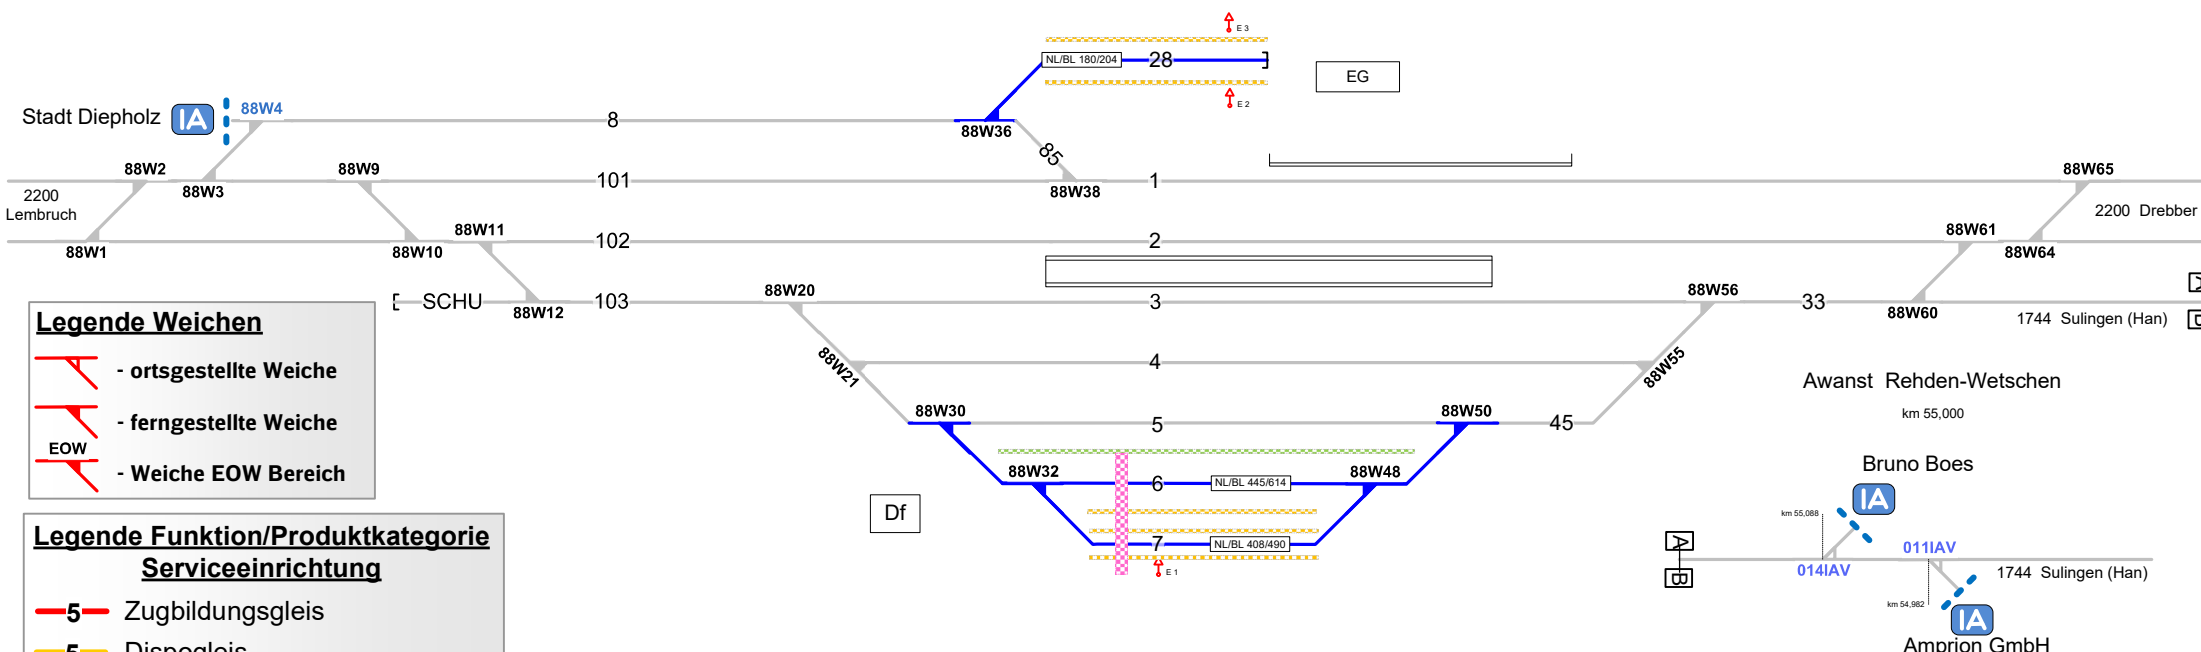 E 3
NL/BL 180/204
28
EG
E 2
Stadt Diepholz
IA
88W4
8
88W36
85
88W2
88W3
88W9
101
88W38
1
88W65
2200
Lembruch
2200 Drebber
88W1
88W10
88W11
102
2
88W61
88W64
SCHU
88W12
103
88W20
3
88W56
33
88W60
1744 Sulingen (Han)
Legende Weichen
- ortsgestellte Weiche
- ferngestellte Weiche
EOW
- Weiche EOW Bereich
88W21
4
88W55
Awanst Rehden-Wetschen
km 55,000
88W30
5
88W50
45
88W32
6
NL/BL 445/614
88W48
Df
7
NL/BL 408/490
E 1
Bruno Boes
IA
km 55,088
A
B
014IAV
011IAV
1744 Sulingen (Han)
km 54,982
IA
Amprion GmbH
Legende Funktion/Produktkategorie
Serviceeinrichtung
5 Zugbildungsgleis
5 Dispogleis